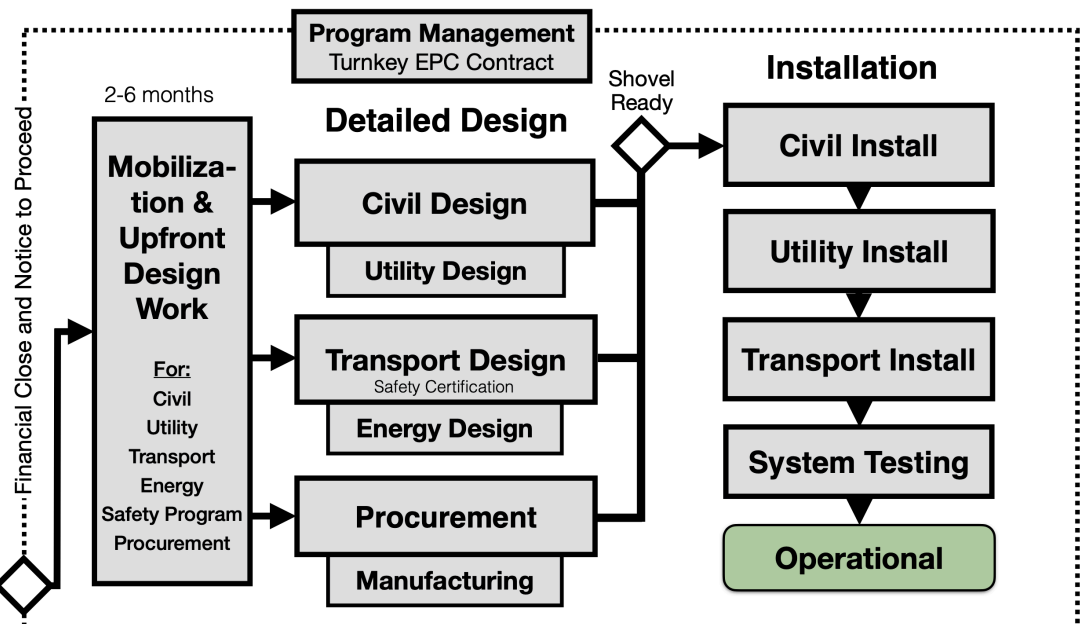 Program Management
Turnkey EPC Contract
Financial Close and Notice to Proceed
2-6 months
Mobiliza-
tion &
Upfront
Design
Work
For:
Civil
Utility
Transport
Energy
Safety Program
Procurement
Detailed Design
Civil Design
Utility Design
Transport Design
Safety Certification
Energy Design
Procurement
Manufacturing
Shovel
Ready
Installation
Civil Install
Utility Install
Transport Install
System Testing
Operational